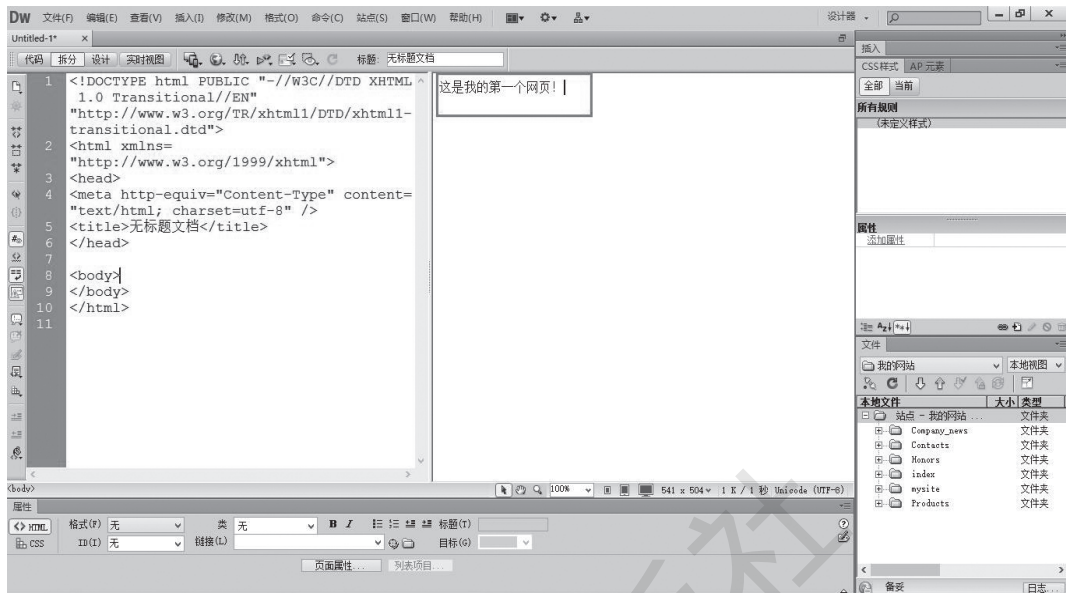 DW 文件(F) 编辑(E) 查看(V) 插入(I) 修改(M) 格式(O) 命令(C) 站点(S) 窗口(W) 帮助(H) 设计器
Untitled-1* ×
代码 拆分 设计 实时视图 标题: 无标题文档
1 <!DOCTYPE html PUBLIC "-//W3C//DTD XHTML
1.0 Transitional//EN"
"http://www.w3.org/TR/xhtml1/DTD/xhtml1-
transitional.dtd">
2 <html xmlns=
"http://www.w3.org/1999/xhtml">
3 <head>
4 <meta http-equiv="Content-Type" content=
"text/html; charset=utf-8" />
5 <title>无标题文档</title>
6 </head>
7
8 <body>
9 </body>
10 </html>
11
这是我的第一个网页!
<body>
100% 541 x 504 1 K / 1 秒 Unicode (UTF-8)
属性
<> HTML 格式(F) 无 类 无 B I 标题(T)
CSS ID(I) 无 链接(L) 目标(G)
页面属性... 列表项目...
插入
CSS样式 AP 元素
全部 当前
所有规则
(未定义样式)
属性
添加属性
文件
我的网站 本地视图
本地文件 大小 类型
站点 - 我的网站 ... 文件夹
Company_news 文件夹
Contacts 文件夹
Honors 文件夹
index 文件夹
mysite 文件夹
Products 文件夹
备妥 日志...